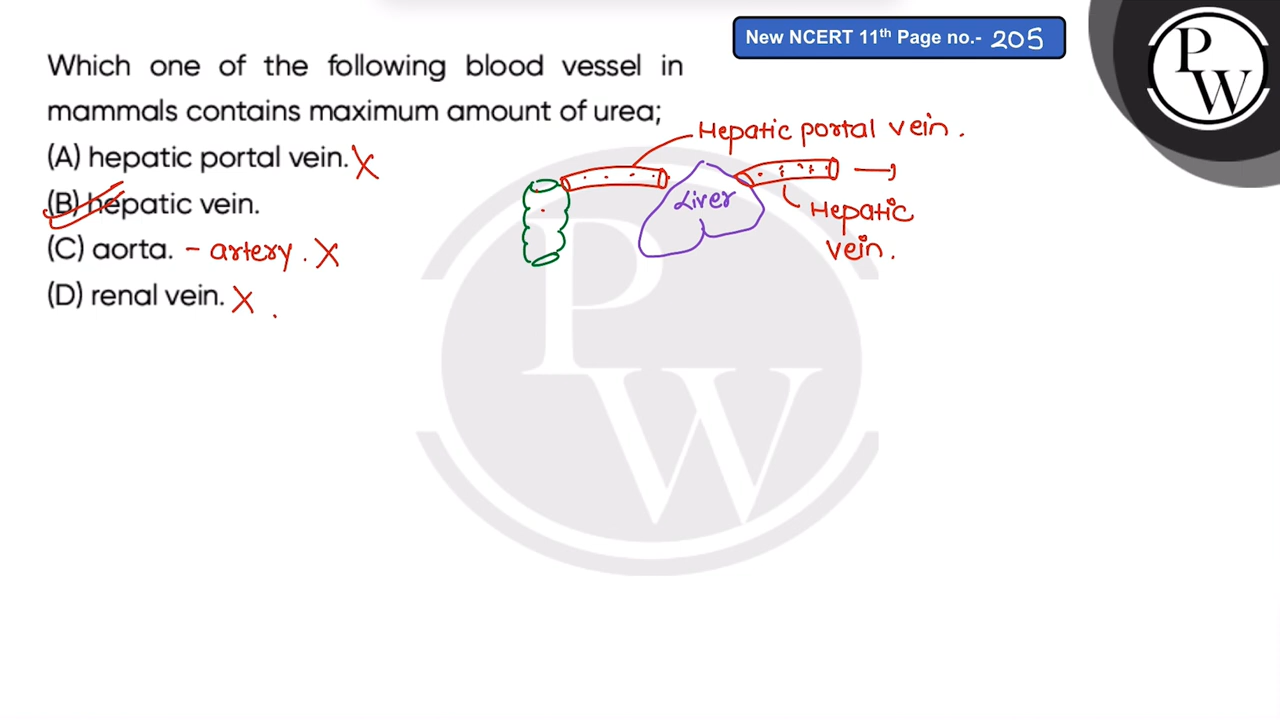 New NCERT 11th Page no.- 205
P
W
Which one of the following blood vessel in
mammals contains maximum amount of urea;
(A) hepatic portal vein. X
(B) hepatic vein.
(C) aorta. - artery. X
(D) renal vein. X
Hepatic portal vein.
Liver
Hepatic
vein.
P
W